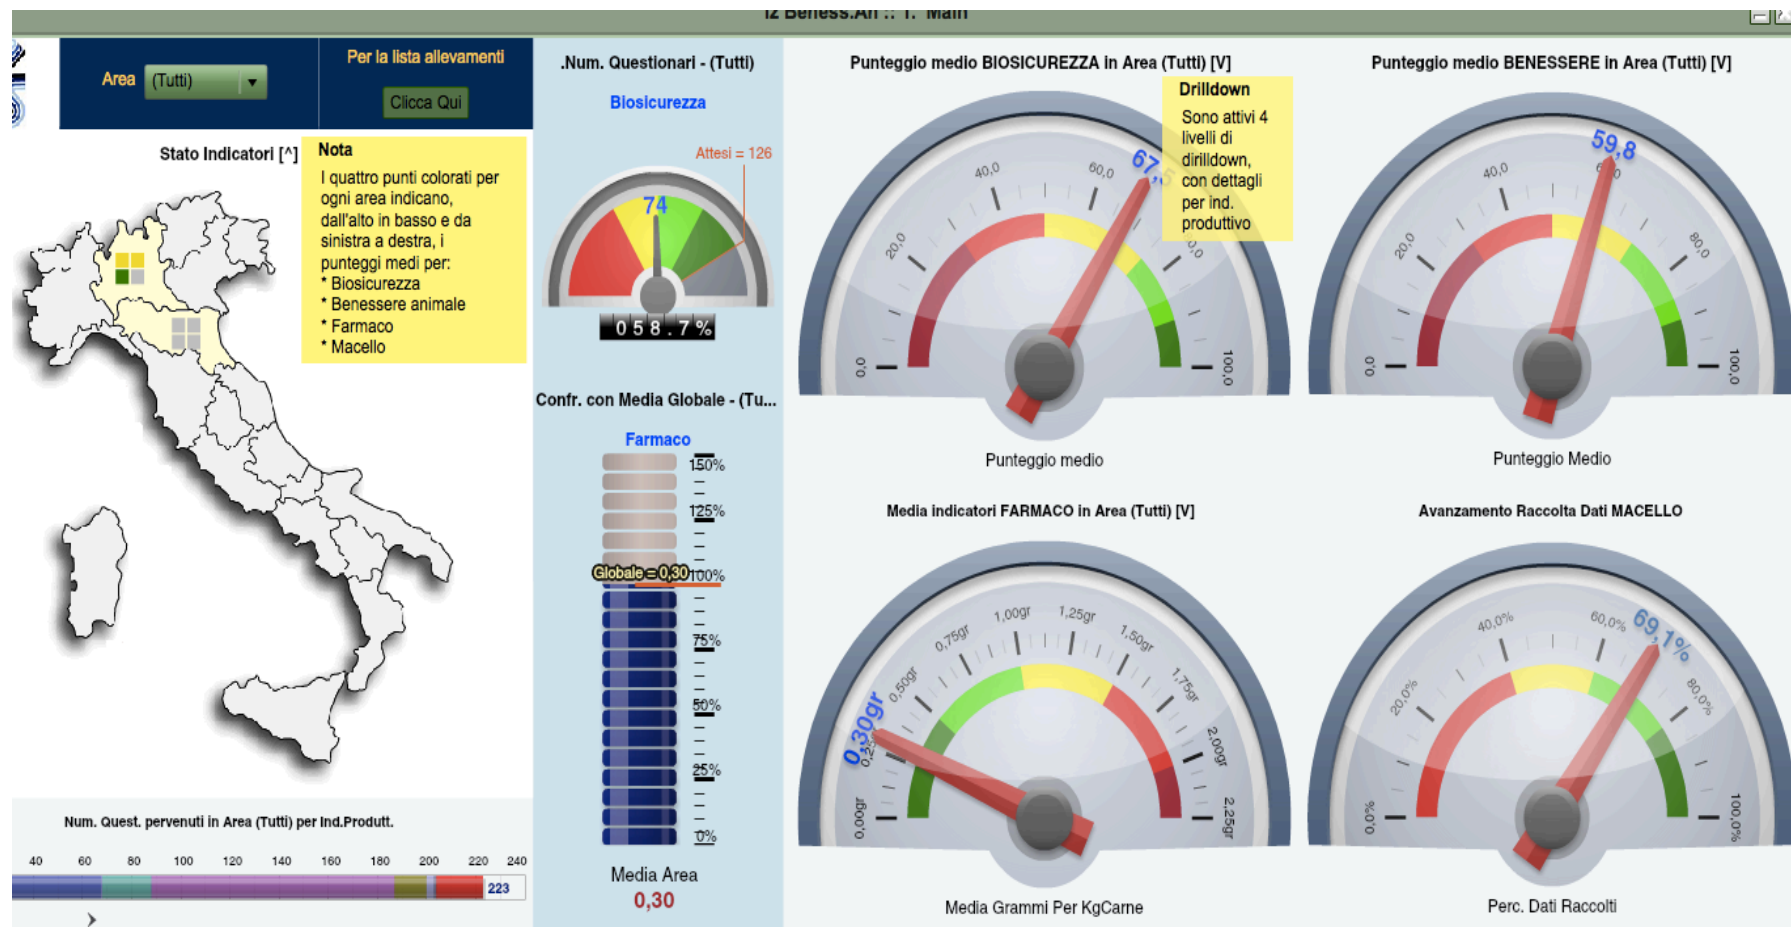 Iz Beness.An :: 1. Main
Area
(Tutti)
Per la lista allevamenti
Clicca Qui
Stato Indicatori [^]
Nota
I quattro punti colorati per
ogni area indicano,
dall'alto in basso e da
sinistra a destra, i
punteggi medi per:
* Biosicurezza
* Benessere animale
* Farmaco
* Macello
Num. Quest. pervenuti in Area (Tutti) per Ind.Produtt.
40 60 80 100 120 140 160 180 200 220 240
223
.Num. Questionari - (Tutti)
Biosicurezza
Attesi = 126
74
058.7%
Confr. con Media Globale - (Tu...
Farmaco
150%
125%
Globale = 0,30
100%
75%
50%
25%
0%
Media Area
0,30
Punteggio medio BIOSICUREZZA in Area (Tutti) [V]
Drilldown
Sono attivi 4
livelli di
dirilldown,
con dettagli
per ind.
produttivo
0,0 20,0 40,0 60,0 100,0
67,5
Punteggio medio
Punteggio medio BENESSERE in Area (Tutti) [V]
0,0 20,0 40,0 80,0 100,0
59,8
Punteggio Medio
Media indicatori FARMACO in Area (Tutti) [V]
0,00gr 0,50gr 0,75gr 1,00gr 1,25gr 1,50gr 1,75gr 2,00gr 2,25gr
0,30gr
Media Grammi Per KgCarne
Avanzamento Raccolta Dati MACELLO
0,0% 20,0% 40,0% 60,0% 80,0% 100,0%
69,1%
Perc. Dati Raccolti